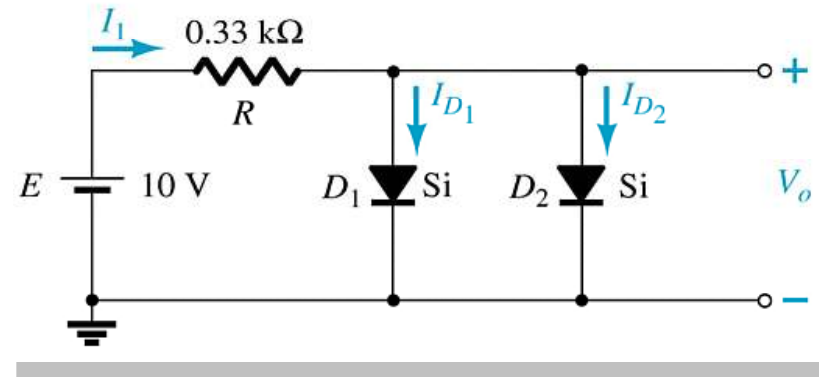 I1
0.33 kΩ
+
R
ID1
ID2
E
10 V
D1
Si
D2
Si
Vo
−